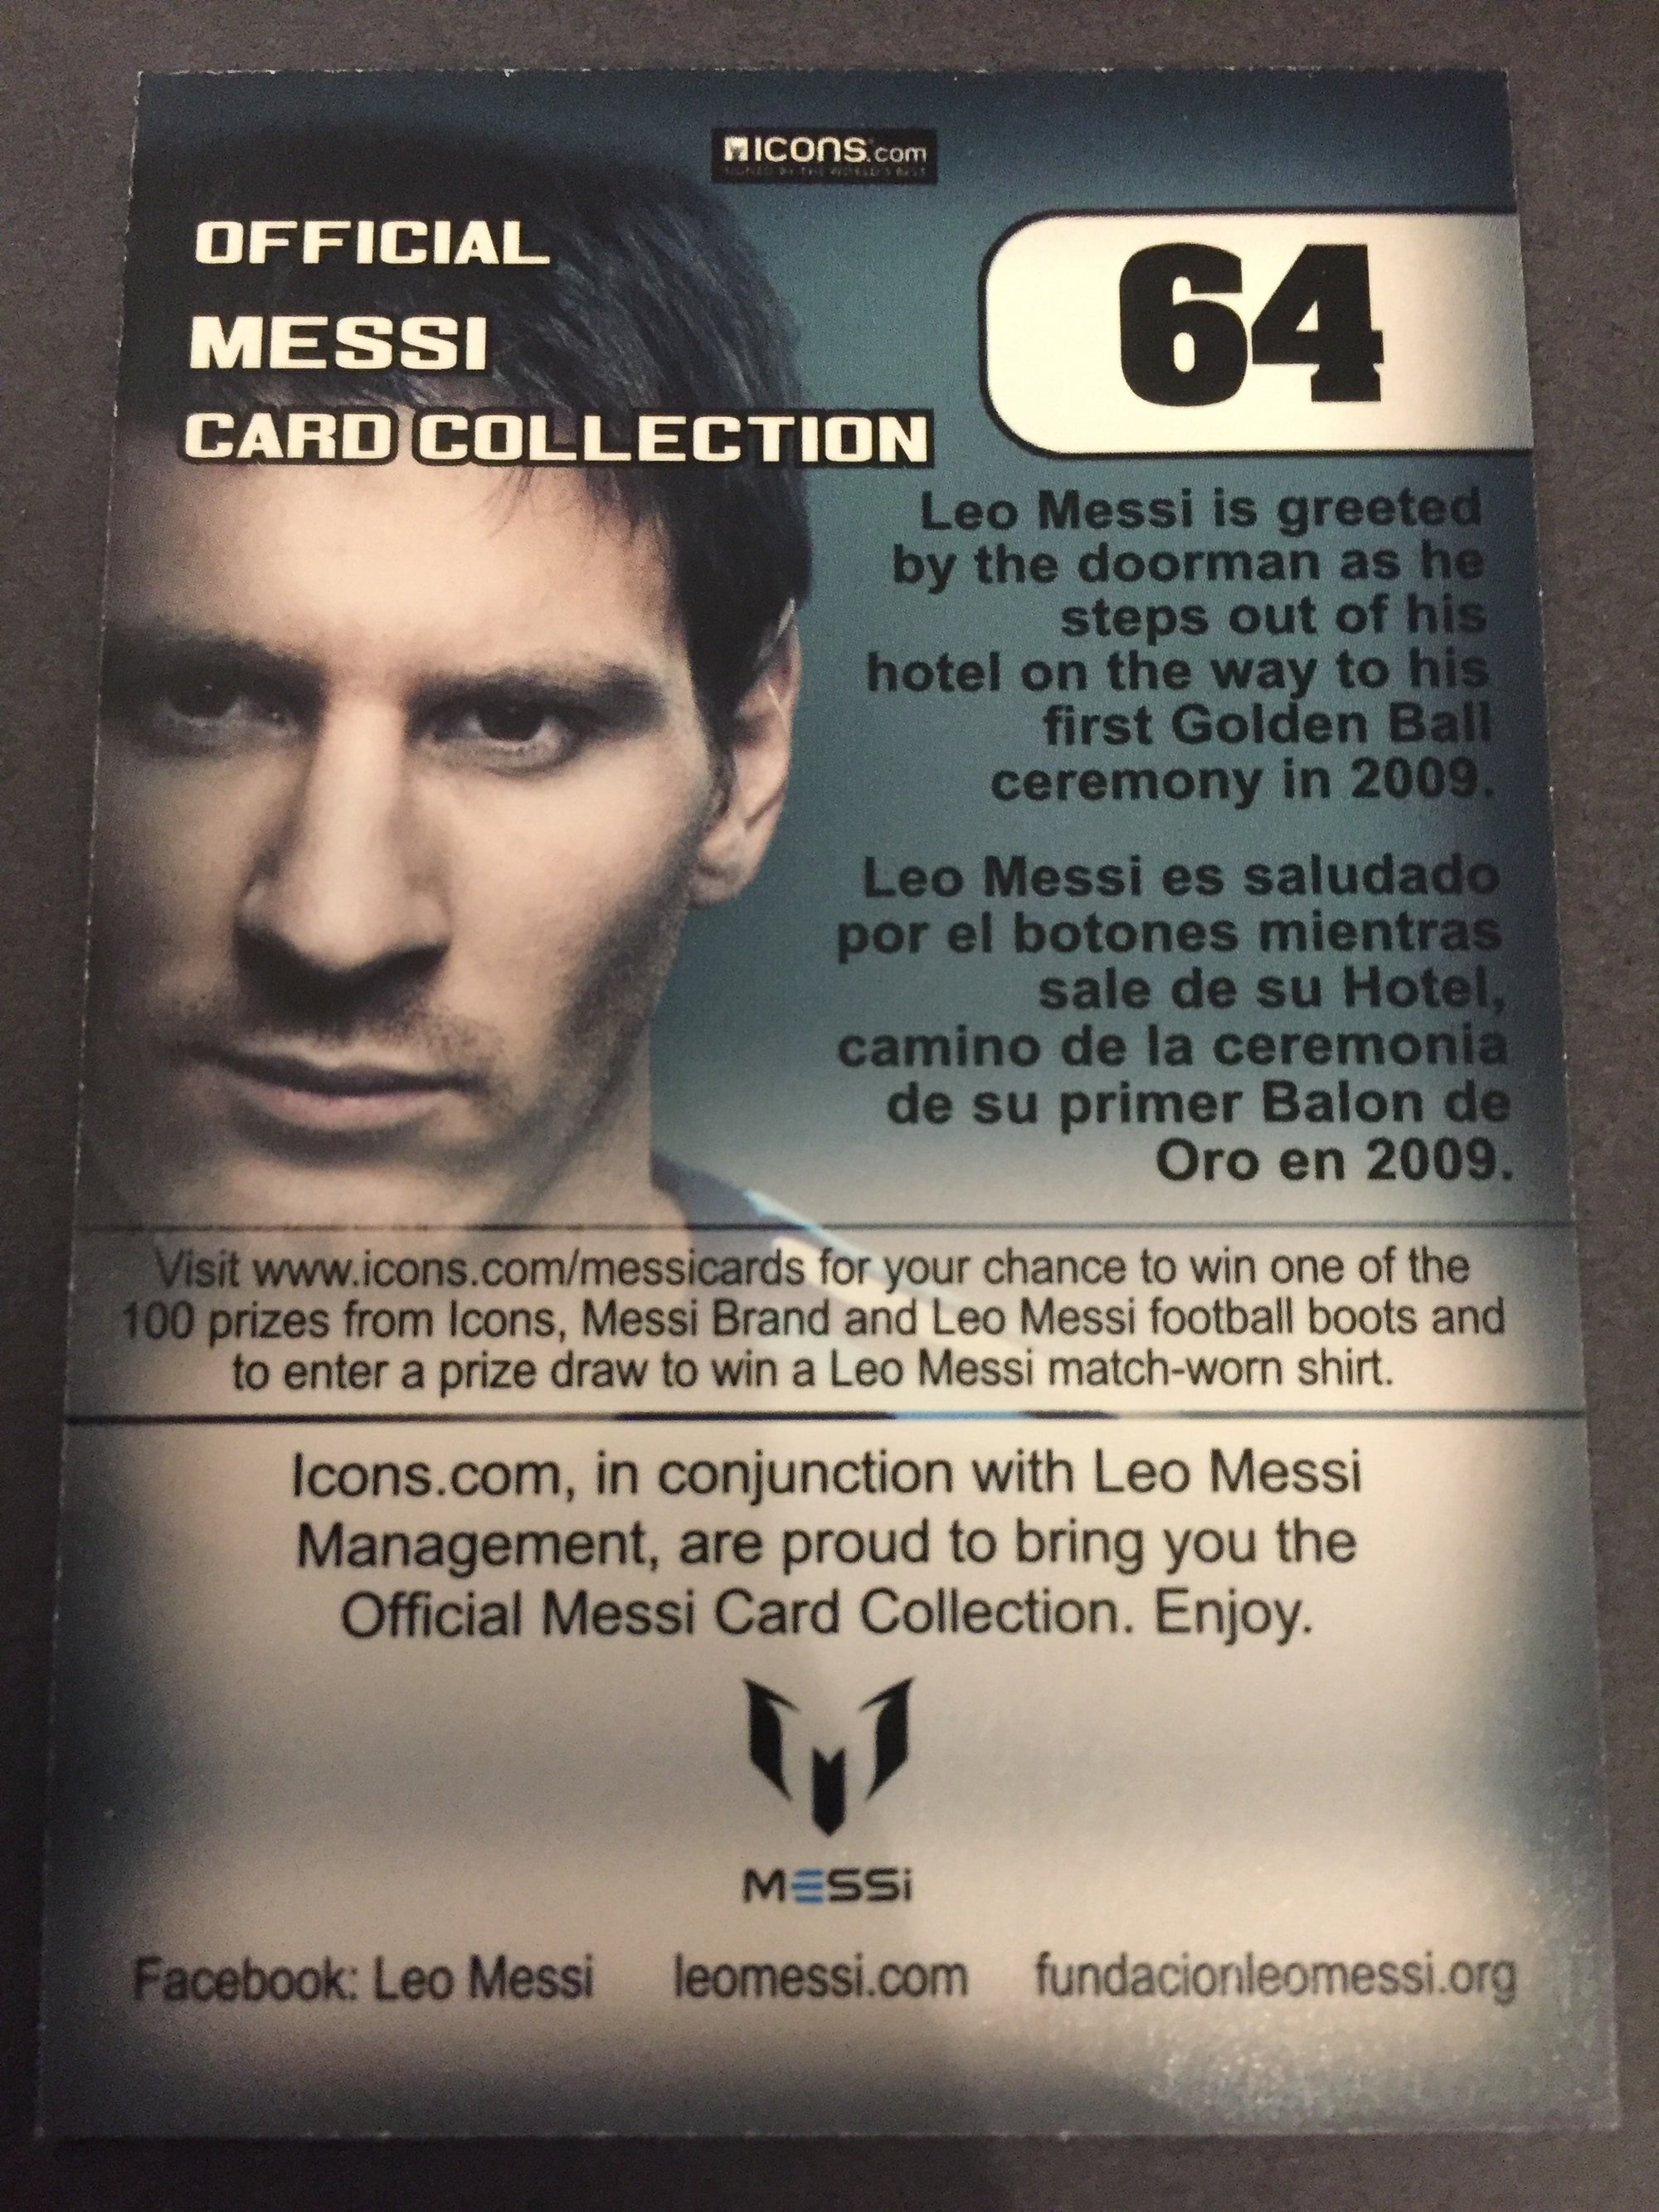 ICONS.com
SIGNED BY THE WORLD'S BEST
OFFICIAL
MESSI
CARD COLLECTION
64
Leo Messi is greeted
by the doorman as he
steps out of his
hotel on the way to his
first Golden Ball
ceremony in 2009.
Leo Messi es saludado
por el botones mientras
sale de su Hotel,
camino de la ceremonia
de su primer Balon de
Oro en 2009.
Visit www.icons.com/messicards for your chance to win one of the
100 prizes from Icons, Messi Brand and Leo Messi football boots and
to enter a prize draw to win a Leo Messi match-worn shirt.
Icons.com, in conjunction with Leo Messi
Management, are proud to bring you the
Official Messi Card Collection. Enjoy.
MESSi
Facebook: Leo Messi leomessi.com fundacionleomessi.org